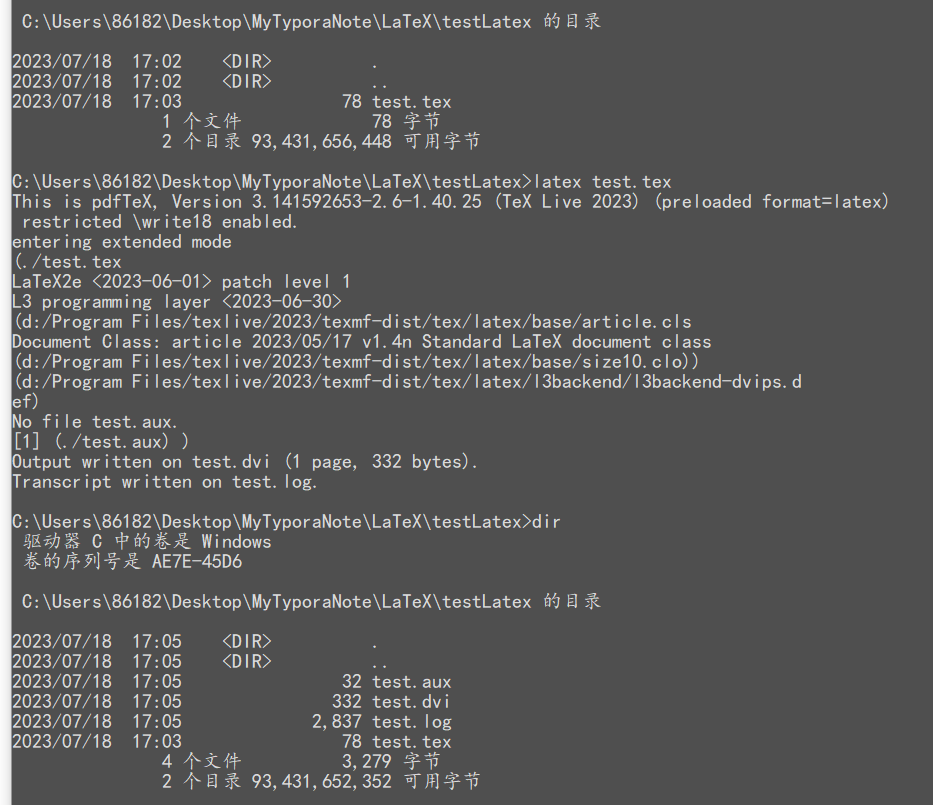 C:\Users\86182\Desktop\MyTyporaNote\LaTeX\testLatex 的目录
2023/07/18  17:02    <DIR>          .
2023/07/18  17:02    <DIR>          ..
2023/07/18  17:03                78 test.tex
               1 个文件             78 字节
               2 个目录 93,431,656,448 可用字节
C:\Users\86182\Desktop\MyTyporaNote\LaTeX\testLatex>latex test.tex
This is pdfTeX, Version 3.141592653-2.6-1.40.25 (TeX Live 2023) (preloaded format=latex)
 restricted \write18 enabled.
entering extended mode
(./test.tex
LaTeX2e <2023-06-01> patch level 1
L3 programming layer <2023-06-30>
(d:/Program Files/texlive/2023/texmf-dist/tex/latex/base/article.cls
Document Class: article 2023/05/17 v1.4n Standard LaTeX document class
(d:/Program Files/texlive/2023/texmf-dist/tex/latex/base/size10.clo))
(d:/Program Files/texlive/2023/texmf-dist/tex/latex/l3backend/l3backend-dvips.d
ef)
No file test.aux.
[1] (./test.aux) )
Output written on test.dvi (1 page, 332 bytes).
Transcript written on test.log.
C:\Users\86182\Desktop\MyTyporaNote\LaTeX\testLatex>dir
 驱动器 C 中的卷是 Windows
 卷的序列号是 AE7E-45D6
 C:\Users\86182\Desktop\MyTyporaNote\LaTeX\testLatex 的目录
2023/07/18  17:05    <DIR>          .
2023/07/18  17:05    <DIR>          ..
2023/07/18  17:05                32 test.aux
2023/07/18  17:05               332 test.dvi
2023/07/18  17:05             2,837 test.log
2023/07/18  17:03                78 test.tex
               4 个文件          3,279 字节
               2 个目录 93,431,652,352 可用字节